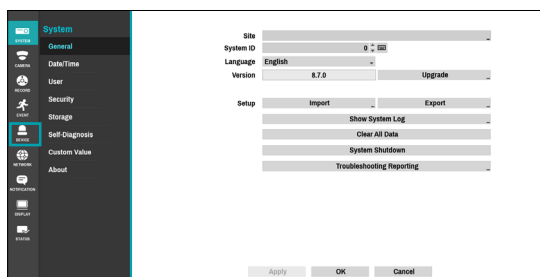 SYSTEM
CAMERA
RECORD
EVENT
DEVICE
NETWORK
NOTIFICATION
DISPLAY
STATUS
System
General
Date/Time
User
Security
Storage
Self-Diagnosis
Custom Value
About
Site
System ID 0
Language English
Version 8.7.0 Upgrade
Setup Import Export
Show System Log
Clear All Data
System Shutdown
Troubleshooting Reporting
Apply OK Cancel